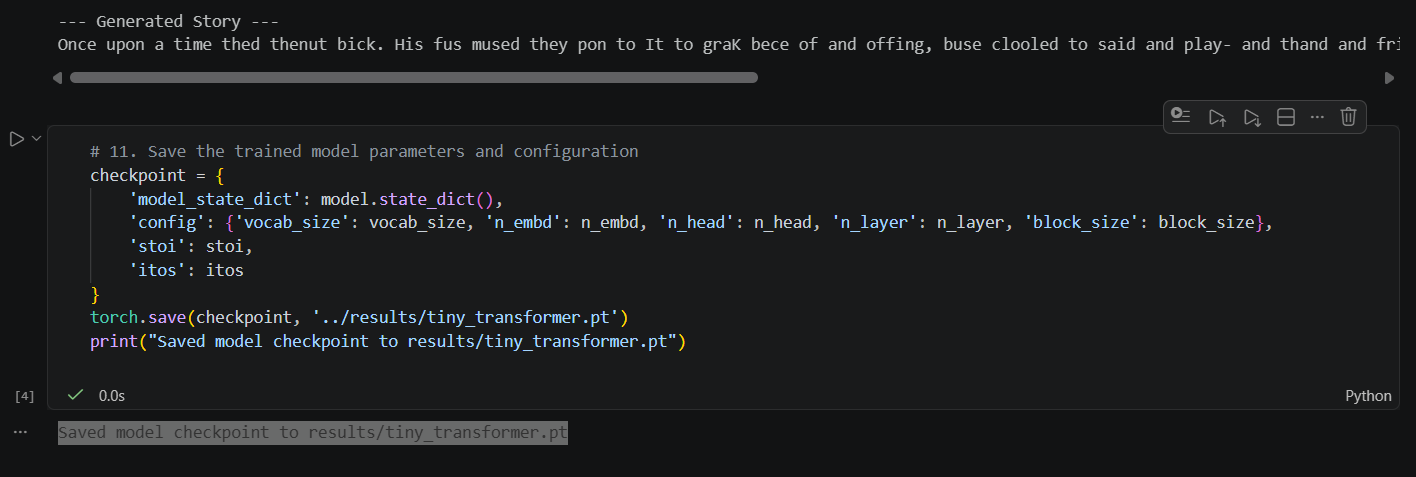 --- Generated Story ---
Once upon a time thed thenut bick. His fus mused they pon to It to graK bece of and offing, buse clooled to said and play- and thand and fri
# 11. Save the trained model parameters and configuration
checkpoint = {
    'model_state_dict': model.state_dict(),
    'config': {'vocab_size': vocab_size, 'n_embd': n_embd, 'n_head': n_head, 'n_layer': n_layer, 'block_size': block_size},
    'stoi': stoi,
    'itos': itos
}
torch.save(checkpoint, '../results/tiny_transformer.pt')
print("Saved model checkpoint to results/tiny_transformer.pt")
[4] 0.0s Python
Saved model checkpoint to results/tiny_transformer.pt